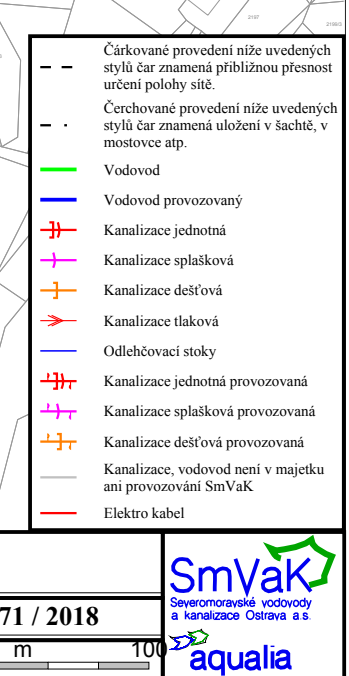 2197
2199/3
Čárkované provedení níže uvedených
stylů čar znamená přibližnou přesnost
určení polohy sítě.
Čerchované provedení níže uvedených
stylů čar znamená uložení v šachtě, v
mostovce atp.
Vodovod
Vodovod provozovaný
Kanalizace jednotná
Kanalizace splašková
Kanalizace dešťová
Kanalizace tlaková
Odlehčovací stoky
Kanalizace jednotná provozovaná
Kanalizace splašková provozovaná
Kanalizace dešťová provozovaná
Kanalizace, vodovod není v majetku
ani provozování SmVaK
Elektro kabel
SmVaK
Severomoravské vodovody
a kanalizace Ostrava a.s.
71 / 2018
m 100
aqualia